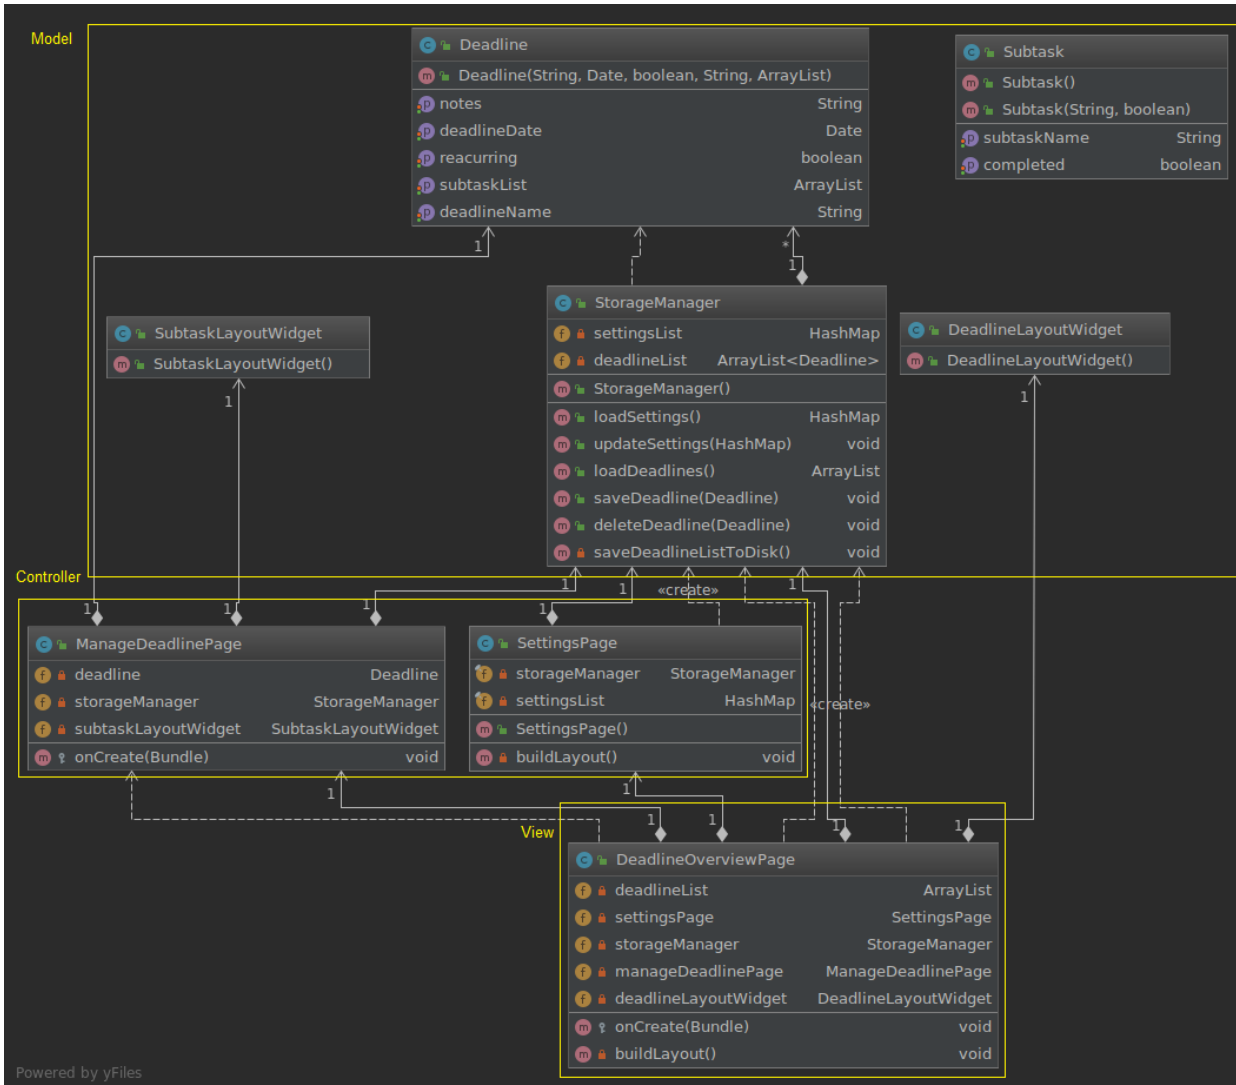 Model
Deadline
Deadline(String, Date, boolean, String, ArrayList)
notes String
deadlineDate Date
reacurring boolean
subtaskList ArrayList
deadlineName String
Subtask
Subtask()
Subtask(String, boolean)
subtaskName String
completed boolean
1
*
1
StorageManager
settingsList HashMap
deadlineList ArrayList<Deadline>
StorageManager()
loadSettings() HashMap
updateSettings(HashMap) void
loadDeadlines() ArrayList
saveDeadline(Deadline) void
deleteDeadline(Deadline) void
saveDeadlineListToDisk() void
SubtaskLayoutWidget
SubtaskLayoutWidget()
DeadlineLayoutWidget
DeadlineLayoutWidget()
1
1
Controller
1 1 «create» 1
1 1 1 1
ManageDeadlinePage
deadline Deadline
storageManager StorageManager
subtaskLayoutWidget SubtaskLayoutWidget
onCreate(Bundle) void
SettingsPage
storageManager StorageManager
settingsList HashMap
SettingsPage()
buildLayout() void
«create»
1 1
View
1 1 1 1
DeadlineOverviewPage
deadlineList ArrayList
settingsPage SettingsPage
storageManager StorageManager
manageDeadlinePage ManageDeadlinePage
deadlineLayoutWidget DeadlineLayoutWidget
onCreate(Bundle) void
buildLayout() void
Powered by yFiles